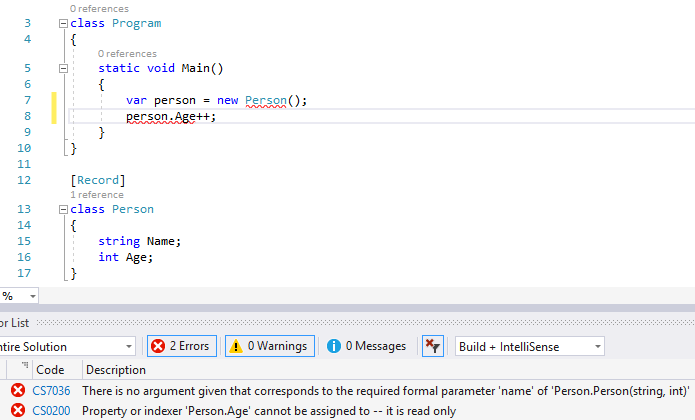 0 references
3 class Program
4 {
0 references
5 static void Main()
6 {
7 var person = new Person();
8 person.Age++;
9 }
10 }
11
12 [Record]
1 reference
13 class Person
14 {
15 string Name;
16 int Age;
17 }
%
or List
ntire Solution 2 Errors 0 Warnings 0 Messages Build + IntelliSense
Code Description
CS7036 There is no argument given that corresponds to the required formal parameter 'name' of 'Person.Person(string, int)'
CS0200 Property or indexer 'Person.Age' cannot be assigned to -- it is read only